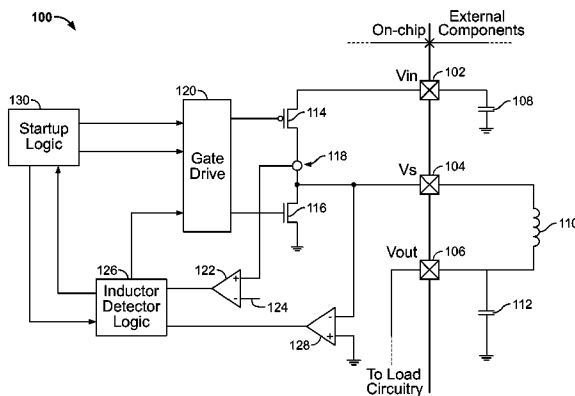 100
On-chip
External
Components
Vin
102
108
130
Startup
Logic
120
Gate
Drive
114
118
116
Vs
104
110
Vout
106
112
126
Inductor
Detector
Logic
122
+
-
124
-
+
128
To Load
Circuitry